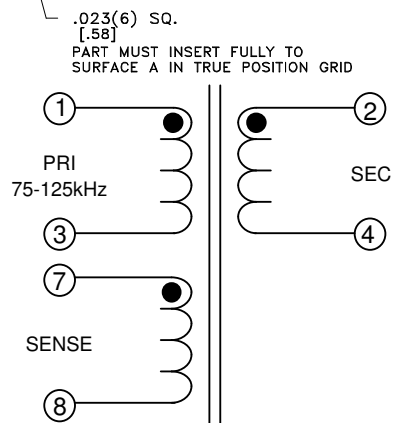 .023(6) SQ.
[.58]
PART MUST INSERT FULLY TO
SURFACE A IN TRUE POSITION GRID
1
2
PRI
75-125kHz
SEC
3
4
7
SENSE
8